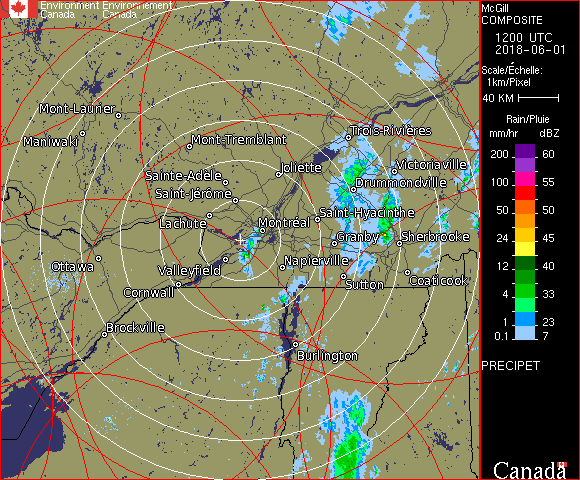 Environment Environnement
Canada Canada
McGill
COMPOSITE
1200 UTC
2018-06-01
Scale/Échelle:
1km/Pixel
40 KM
Rain/Pluie
mm/hr dBZ
200 60
100 55
50 50
24 45
12 40
4 33
1 23
0.1 7
PRECIPET
Canada
Mont-Laurier
Maniwaki
Mont-Tremblant
Trois-Rivières
Victoriaville
Joliette
Sainte-Adèle
Drummondville
Saint-Jérôme
Saint-Hyacinthe
Lachute
Montréal
Granby
Sherbrooke
Ottawa
Valleyfield
Napierville
Coaticook
Cornwall
Sutton
Brockville
Burlington